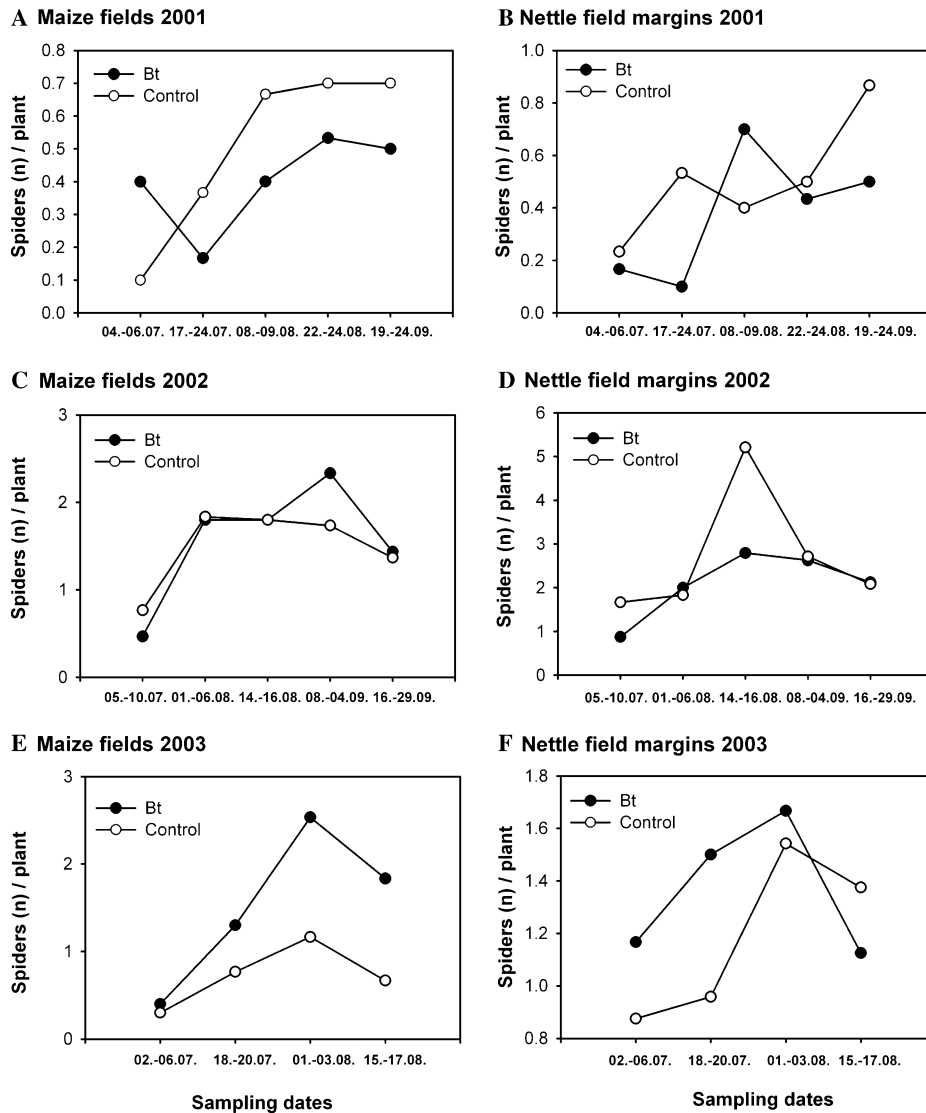 A Maize fields 2001
0.8
0.7
0.6
0.5
0.4
0.3
0.2
0.1
0.0
Spiders (n) / plant
Bt
Control
04.-06.07. 17.-24.07. 08.-09.08. 22.-24.08. 19.-24.09.
B Nettle field margins 2001
1.0
0.8
0.6
0.4
0.2
0.0
Spiders (n) / plant
Bt
Control
04.-06.07. 17.-24.07. 08.-09.08. 22.-24.08. 19.-24.09.
C Maize fields 2002
3
2
1
0
Spiders (n) / plant
Bt
Control
05.-10.07. 01.-06.08. 14.-16.08. 08.-04.09. 16.-29.09.
D Nettle field margins 2002
6
5
4
3
2
1
0
Spiders (n) / plant
Bt
Control
05.-10.07. 01.-06.08. 14.-16.08. 08.-04.09. 16.-29.09.
E Maize fields 2003
3
2
1
0
Spiders (n) / plant
Bt
Control
02.-06.07. 18.-20.07. 01.-03.08. 15.-17.08.
Sampling dates
F Nettle field margins 2003
1.8
1.6
1.4
1.2
1.0
0.8
Spiders (n) / plant
Bt
Control
02.-06.07. 18.-20.07. 01.-03.08. 15.-17.08.
Sampling dates